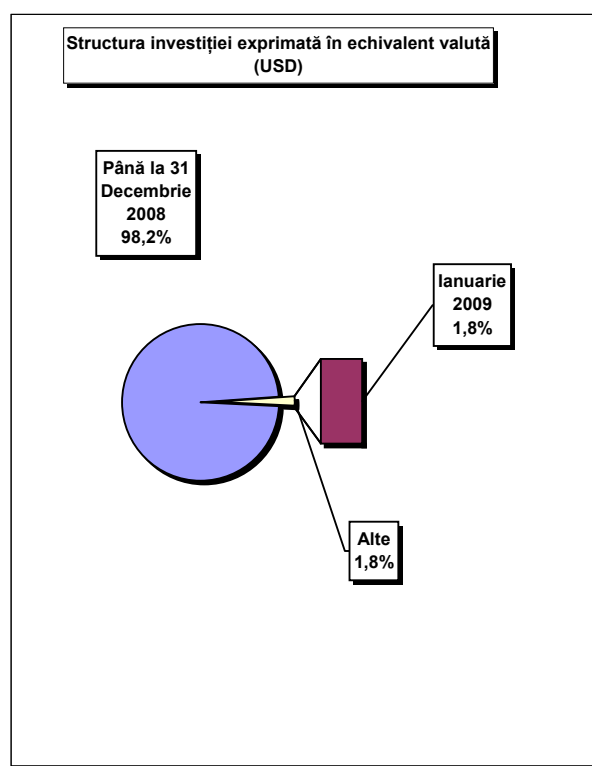 Structura investiției exprimată în echivalent valută
(USD)
Până la 31
Decembrie
2008
98,2%
Ianuarie
2009
1,8%
Alte
1,8%